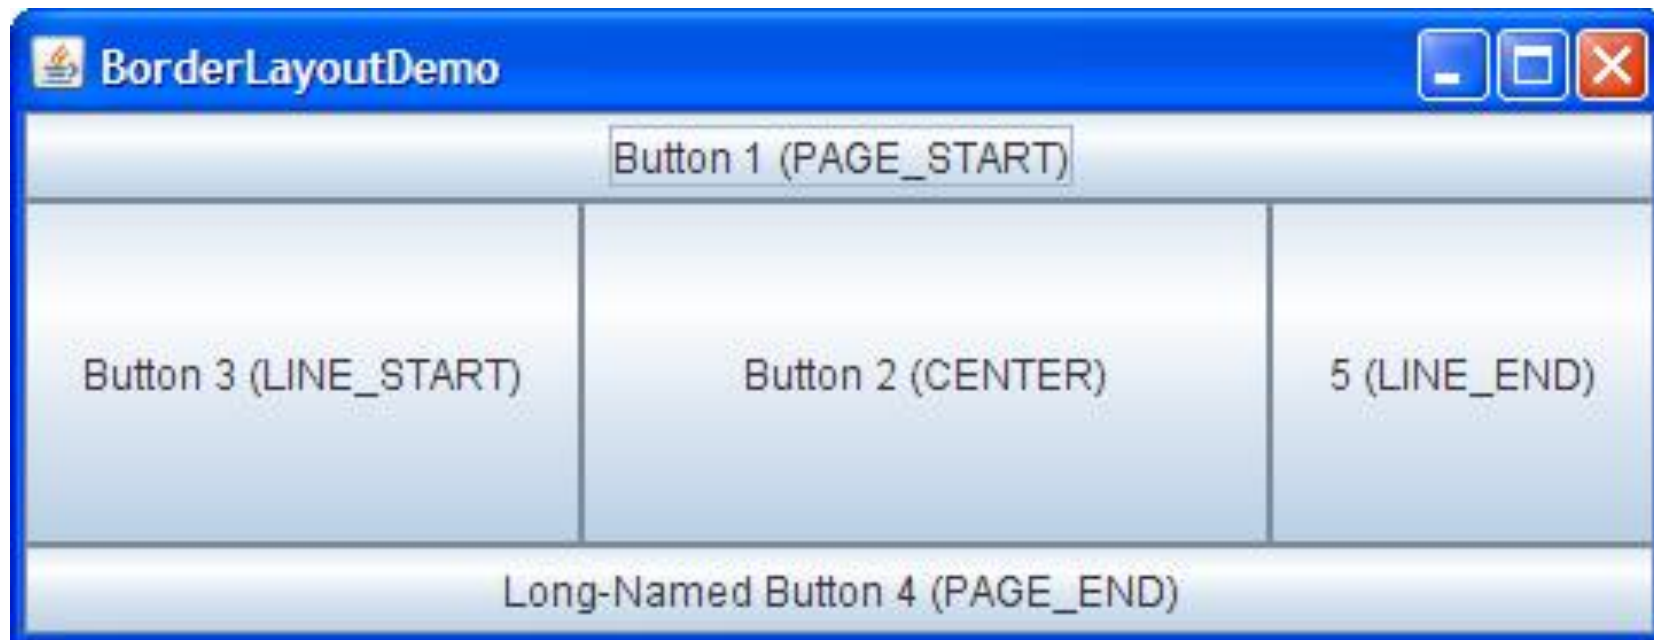 BorderLayoutDemo
Button 1 (PAGE_START)
Button 3 (LINE_START)
Button 2 (CENTER)
5 (LINE_END)
Long-Named Button 4 (PAGE_END)